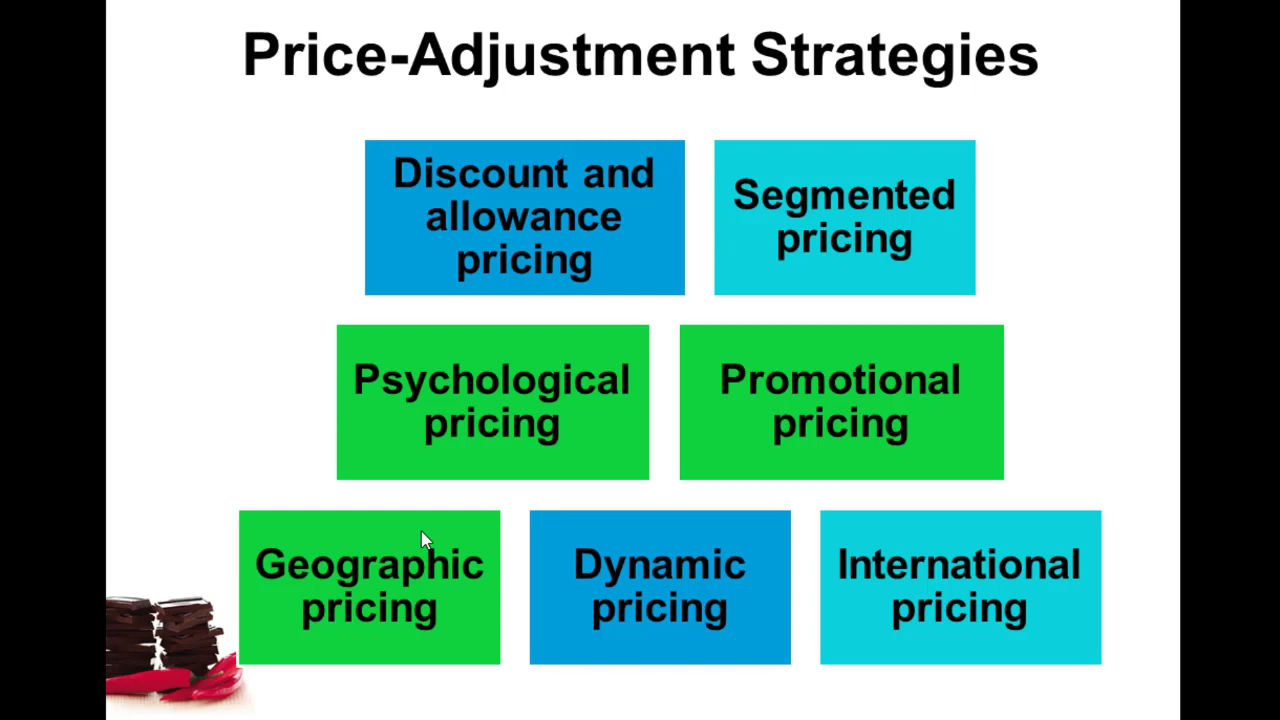 Price-Adjustment Strategies
Discount and
allowance
pricing
Segmented
pricing
Psychological
pricing
Promotional
pricing
Geographic
pricing
Dynamic
pricing
International
pricing